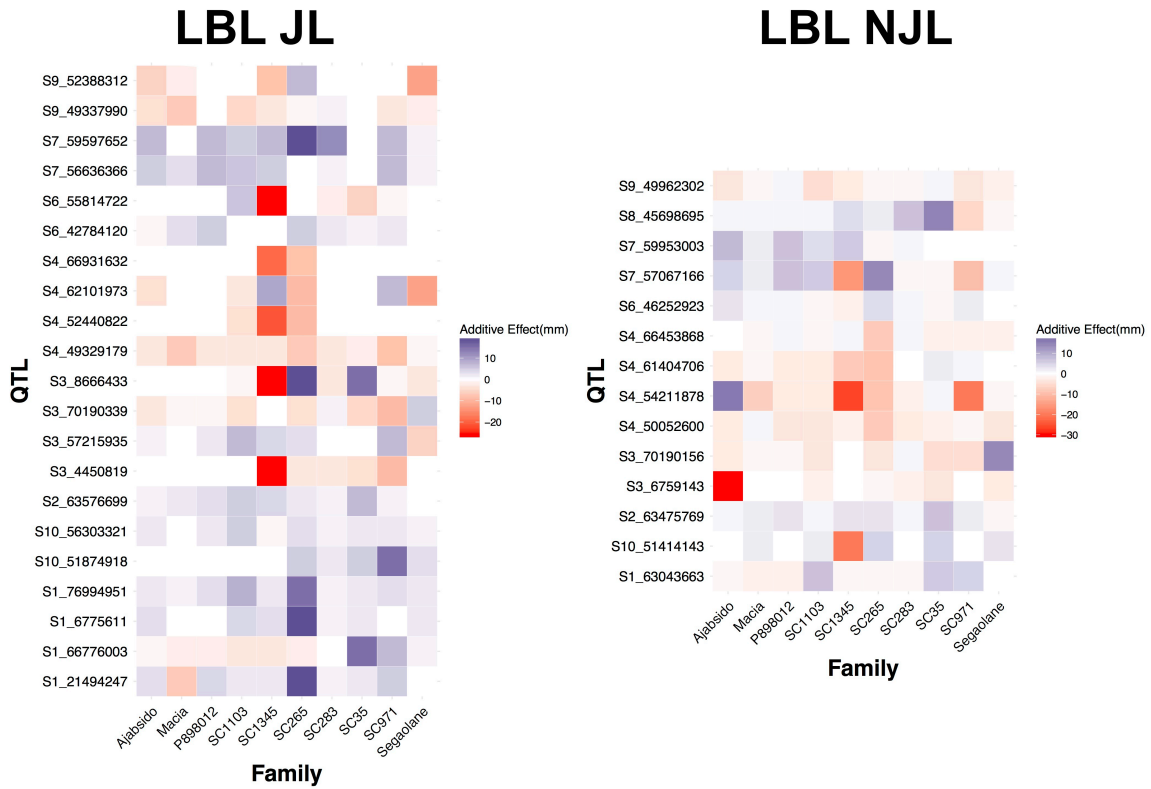 LBL JL
QTL
S9_52388312
S9_49337990
S7_59597652
S7_56636366
S6_55814722
S6_42784120
S4_66931632
S4_62101973
S4_52440822
S4_49329179
S3_8666433
S3_70190339
S3_57215935
S3_4450819
S2_63576699
S10_56303321
S10_51874918
S1_76994951
S1_6775611
S1_66776003
S1_21494247
Ajabsido
Macia
P898012
SC1103
SC1345
SC265
SC283
SC35
SC971
Segaolane
Family
Additive Effect(mm)
10
0
−10
−20
LBL NJL
QTL
S9_49962302
S8_45698695
S7_59953003
S7_57067166
S6_46252923
S4_66453868
S4_61404706
S4_54211878
S4_50052600
S3_70190156
S3_6759143
S2_63475769
S10_51414143
S1_63043663
Ajabsido
Macia
P898012
SC1103
SC1345
SC265
SC283
SC35
SC971
Segaolane
Family
Additive Effect(mm)
10
0
−10
−20
−30